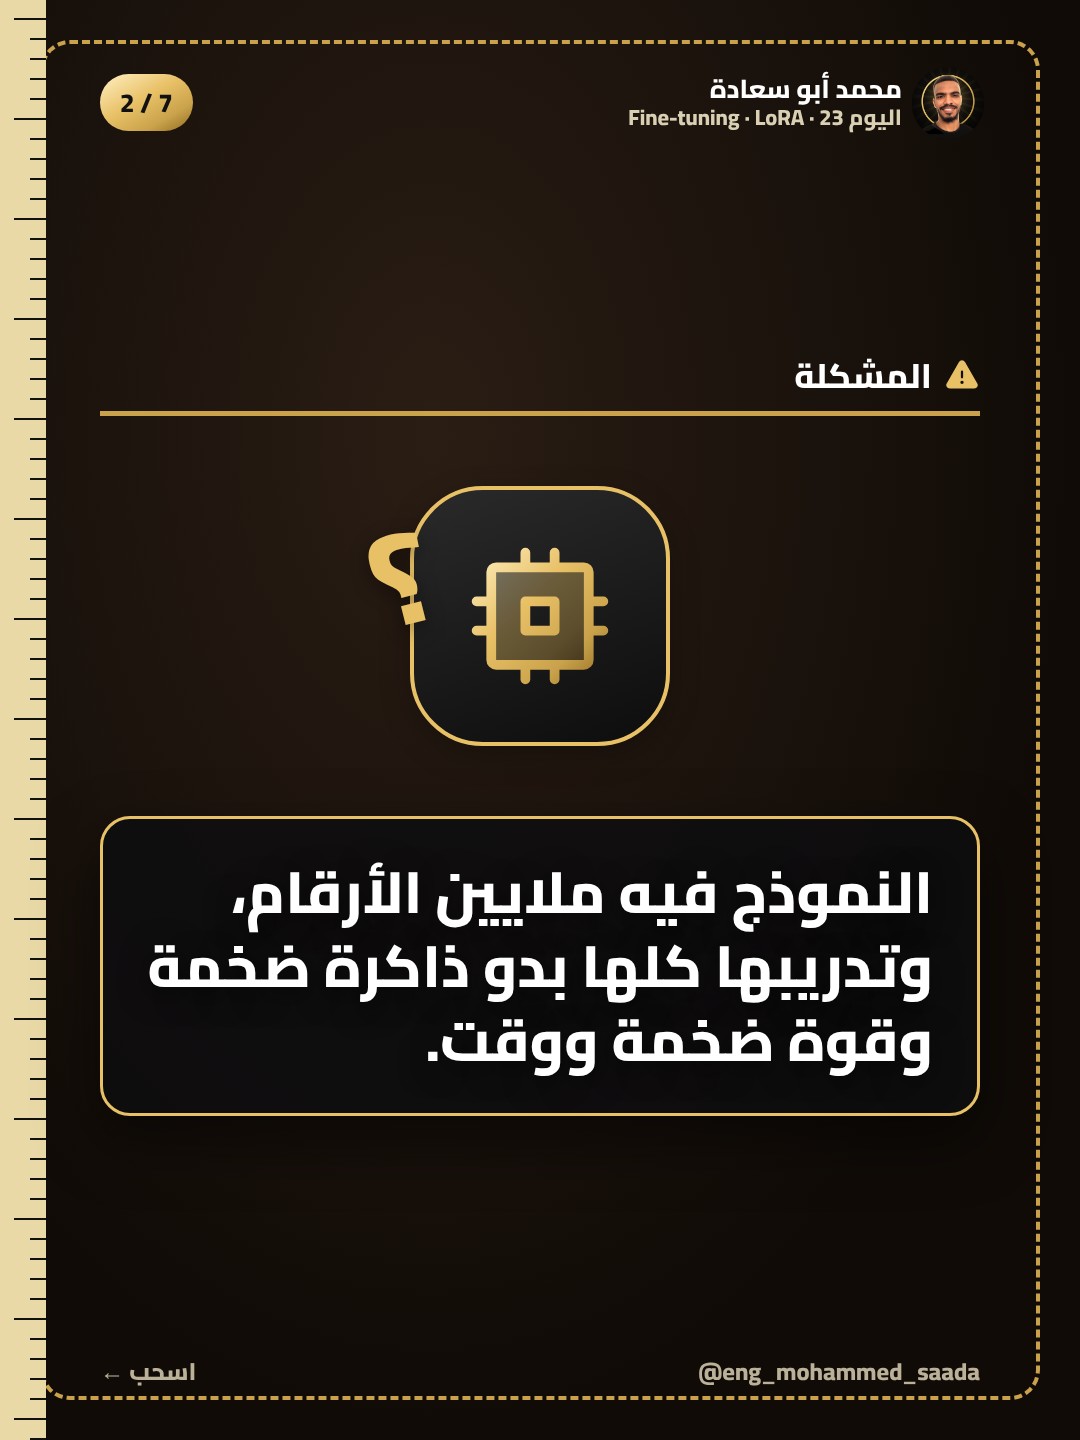 محمد أبو سعادة
اليوم 23 · Fine-tuning · LoRA
2 / 7
المشكلة
؟
النموذج فيه ملايين الأرقام،
وتدريبها كلها بدو ذاكرة ضخمة
وقوة ضخمة ووقت.
@eng_mohammed_saada
اسحب ←